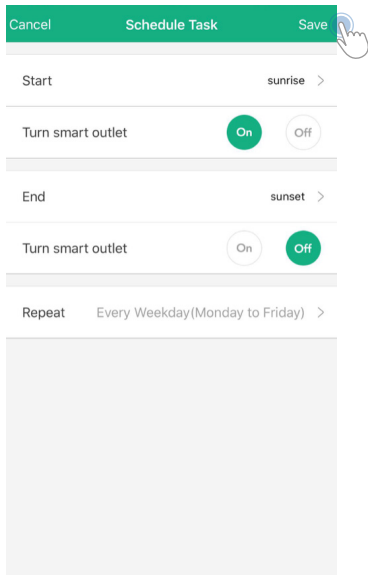 Cancel Schedule Task Save
Start sunrise >
Turn smart outlet On Off
End sunset >
Turn smart outlet On Off
Repeat Every Weekday(Monday to Friday) >